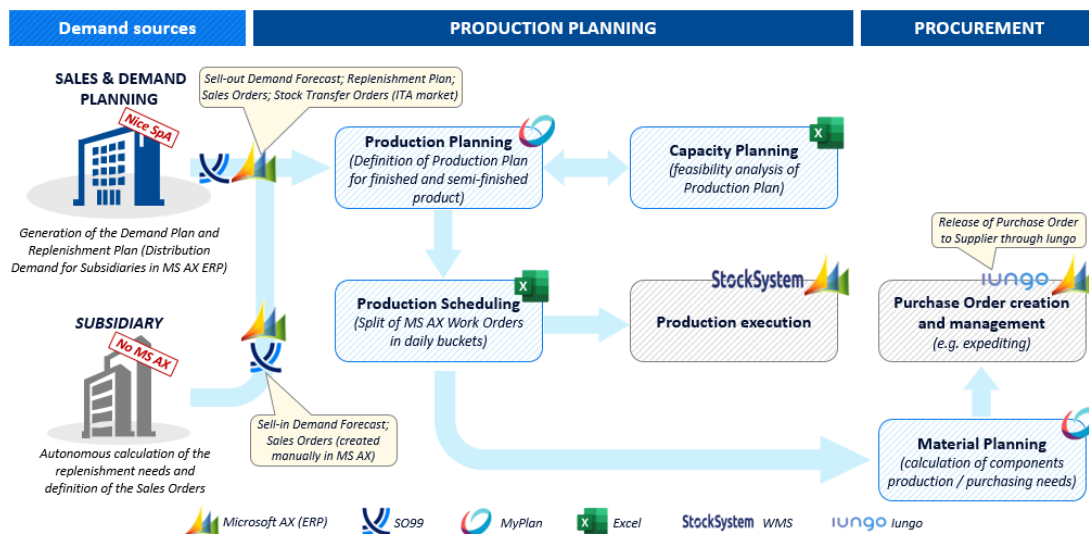 Demand sources
PRODUCTION PLANNING
PROCUREMENT
SALES & DEMAND
PLANNING
Nice SpA
Sell-out Demand Forecast; Replenishment Plan;
Sales Orders; Stock Transfer Orders (ITA market)
Generation of the Demand Plan and
Replenishment Plan (Distribution
Demand for Subsidiaries in MS AX ERP)
Production Planning
(Definition of Production Plan
for finished and semi-finished
product)
Capacity Planning
(feasibility analysis of
Production Plan)
Release of Purchase Order
to Supplier through Iungo
SUBSIDIARY
No MS AX
Sell-in Demand Forecast;
Sales Orders (created
manually in MS AX)
Autonomous calculation of the
replenishment needs and
definition of the Sales Orders
Production Scheduling
(Split of MS AX Work Orders
in daily buckets)
StockSystem
Production execution
iungo
Purchase Order creation
and management
(e.g. expediting)
Material Planning
(calculation of components
production / purchasing needs)
Microsoft AX (ERP)
SO99
MyPlan
Excel
StockSystem WMS
iungo Iungo